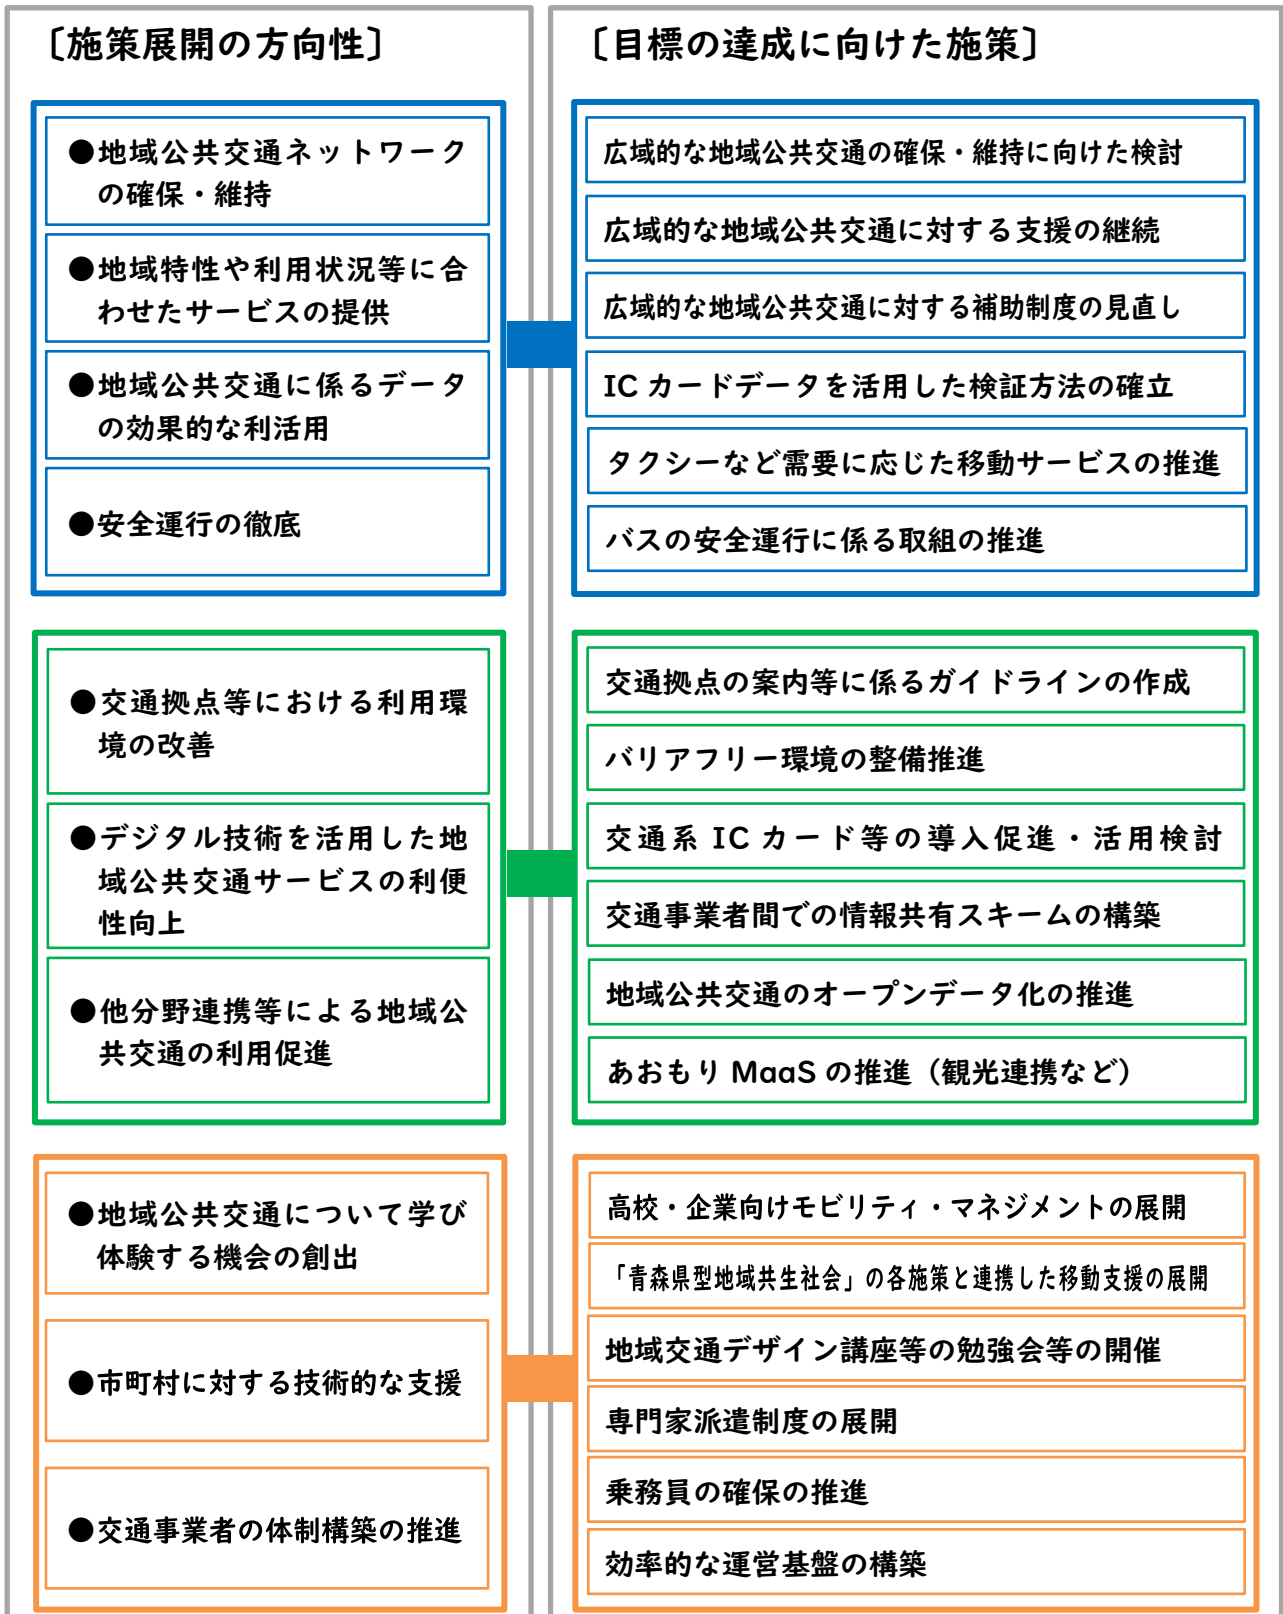 〔施策展開の方向性〕
●地域公共交通ネットワーク
の確保・維持
●地域特性や利用状況等に合
わせたサービスの提供
●地域公共交通に係るデータ
の効果的な利活用
●安全運行の徹底
●交通拠点等における利用環
境の改善
●デジタル技術を活用した地
域公共交通サービスの利便
性向上
●他分野連携等による地域公
共交通の利用促進
●地域公共交通について学び
体験する機会の創出
●市町村に対する技術的な支援
●交通事業者の体制構築の推進
〔目標の達成に向けた施策〕
広域的な地域公共交通の確保・維持に向けた検討
広域的な地域公共交通に対する支援の継続
広域的な地域公共交通に対する補助制度の見直し
IC カードデータを活用した検証方法の確立
タクシーなど需要に応じた移動サービスの推進
バスの安全運行に係る取組の推進
交通拠点の案内等に係るガイドラインの作成
バリアフリー環境の整備推進
交通系 IC カード等の導入促進・活用検討
交通事業者間での情報共有スキームの構築
地域公共交通のオープンデータ化の推進
あおもり MaaS の推進（観光連携など）
高校・企業向けモビリティ・マネジメントの展開
「青森県型地域共生社会」の各施策と連携した移動支援の展開
地域交通デザイン講座等の勉強会等の開催
専門家派遣制度の展開
乗務員の確保の推進
効率的な運営基盤の構築